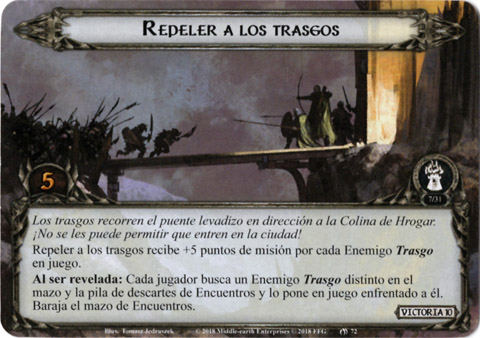 Repeler a los trasgos
5
7/31
Los trasgos recorren el puente levadizo en dirección a la Colina de Hrogar.
¡No se les puede permitir que entren en la ciudad!
Repeler a los trasgos recibe +5 puntos de misión por cada Enemigo Trasgo
en juego.
Al ser revelada: Cada jugador busca un Enemigo Trasgo distinto en el
mazo y la pila de descartes de Encuentros y lo pone en juego enfrentado a él.
Baraja el mazo de Encuentros.
Victoria 10
Illus. Tomasz Jedruszek
© 2018 Middle-earth Enterprises © 2018 FFG
72